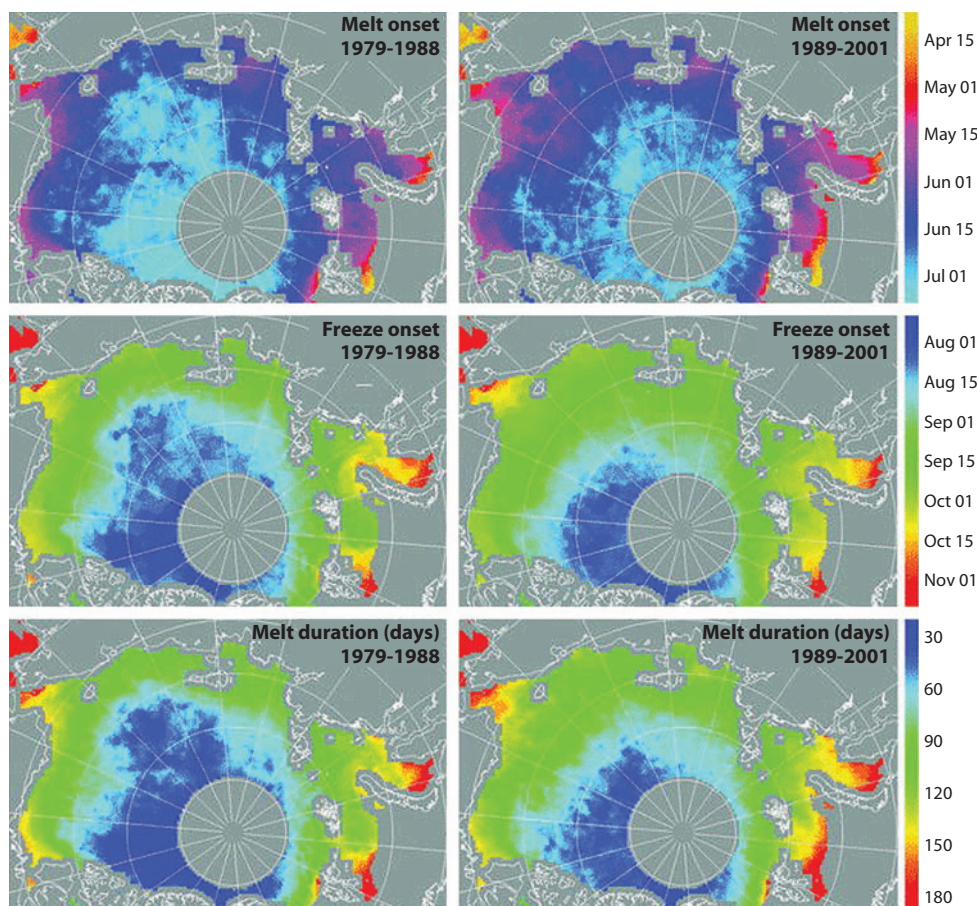 Melt onset
1979-1988
Melt onset
1989-2001
Apr 15
May 01
May 15
Jun 01
Jun 15
Jul 01
Freeze onset
1979-1988
Freeze onset
1989-2001
Aug 01
Aug 15
Sep 01
Sep 15
Oct 01
Oct 15
Nov 01
Melt duration (days)
1979-1988
Melt duration (days)
1989-2001
30
60
90
120
150
180